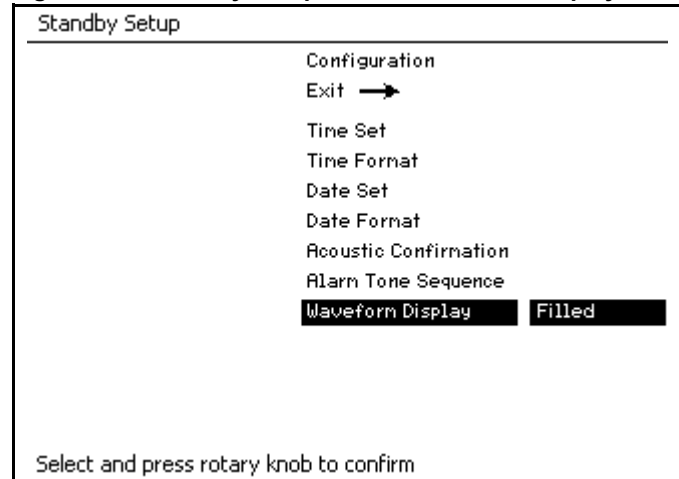 Standby Setup
Configuration
Exit
Time Set
Time Format
Date Set
Date Format
Acoustic Confirmation
Alarm Tone Sequence
Waveform Display Filled
Select and press rotary knob to confirm